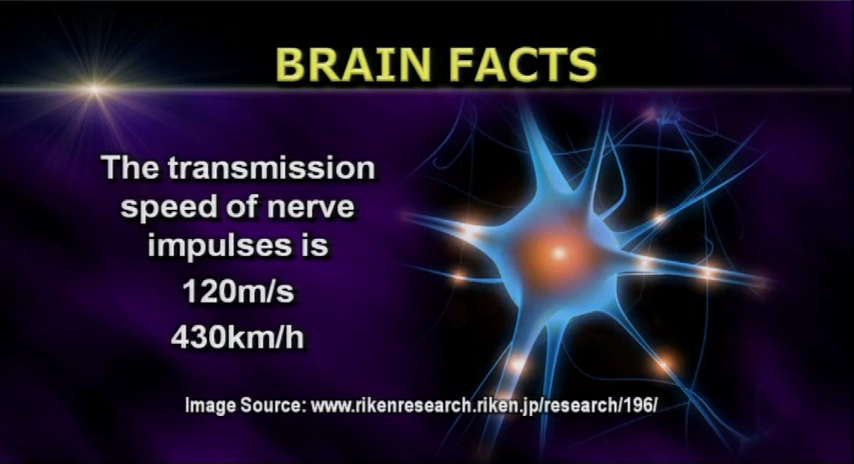 BRAIN FACTS
The transmission
speed of nerve
impulses is
120m/s
430km/h
Image Source: www.rikenresearch.riken.jp/research/196/